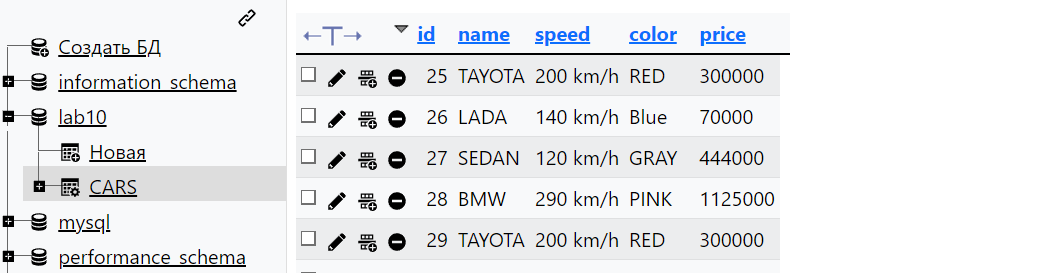 Создать БД
information_schema
lab10
Новая
CARS
mysql
performance_schema
id name speed color price
25 TAYOTA 200 km/h RED 300000
26 LADA 140 km/h Blue 70000
27 SEDAN 120 km/h GRAY 444000
28 BMW 290 km/h PINK 1125000
29 TAYOTA 200 km/h RED 300000